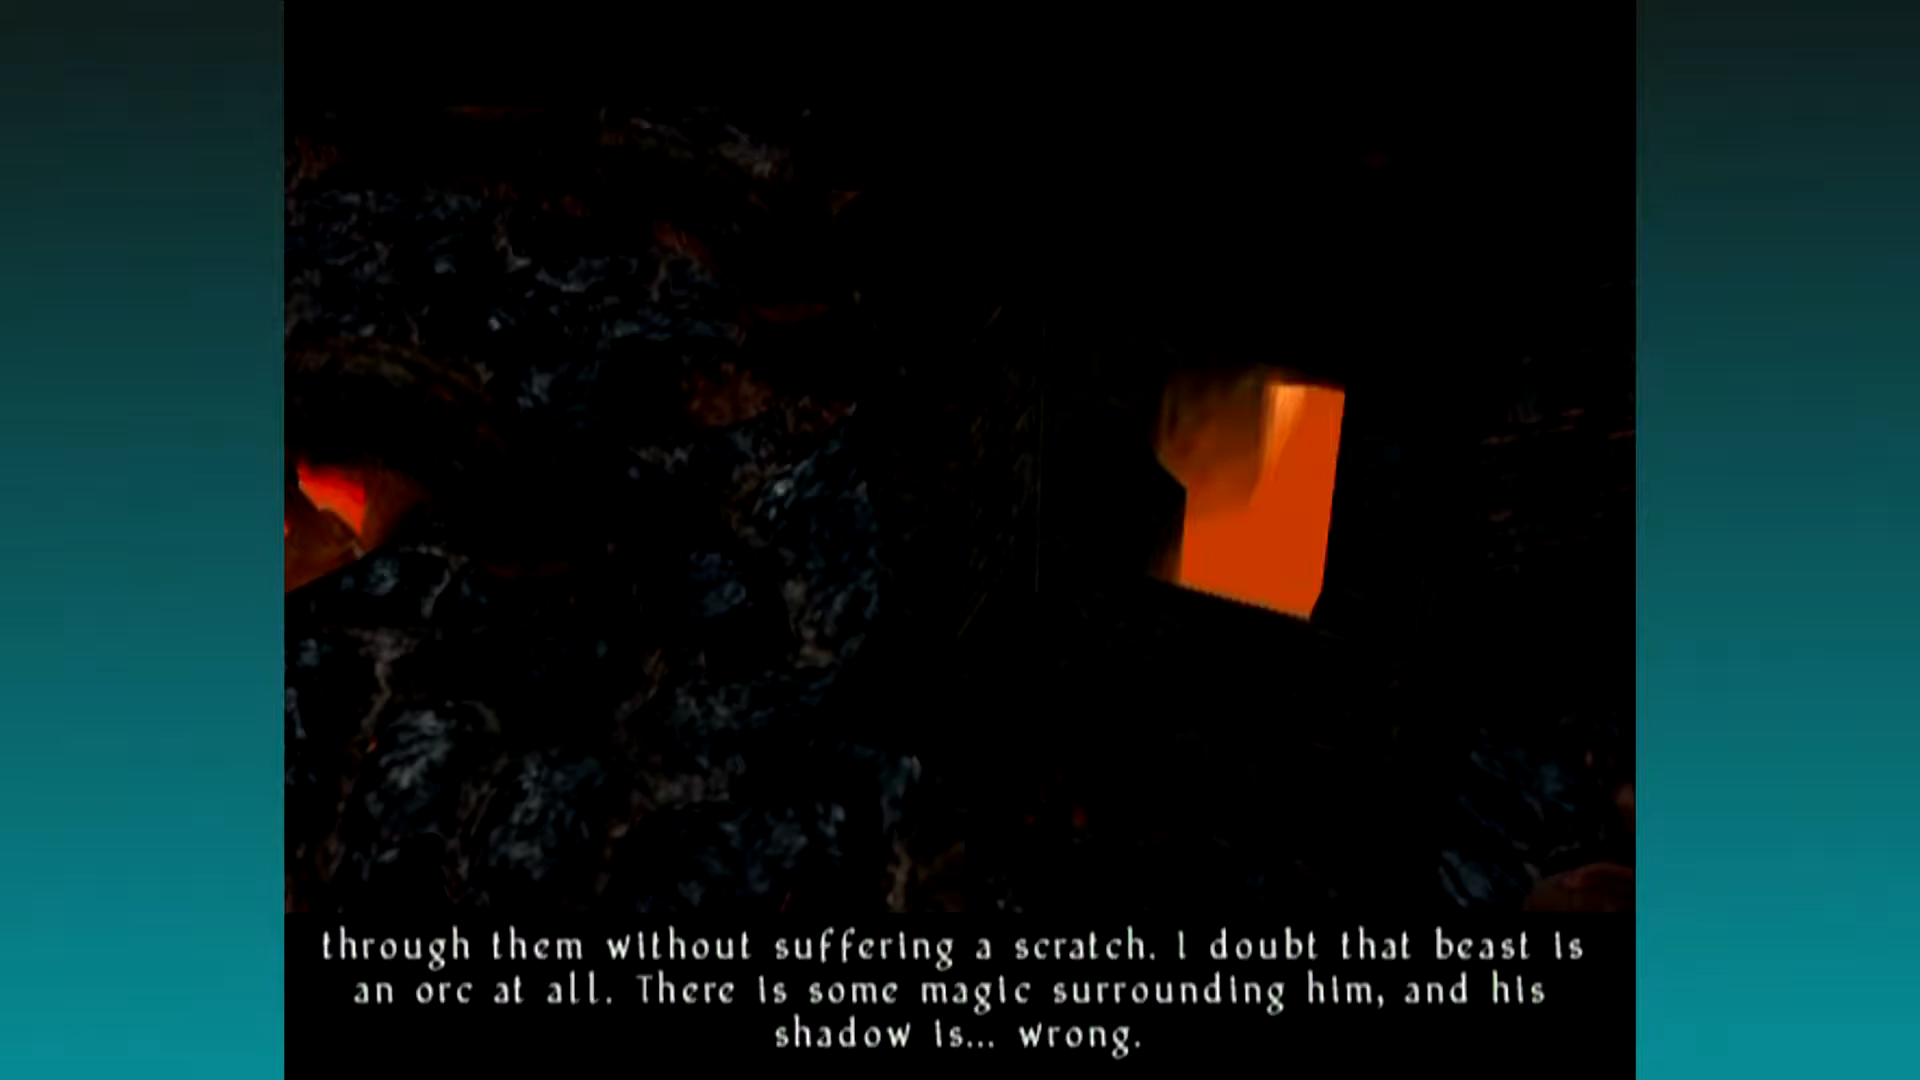 through them without suffering a scratch. I doubt that beast is
an orc at all. There is some magic surrounding him, and his
shadow is... wrong.